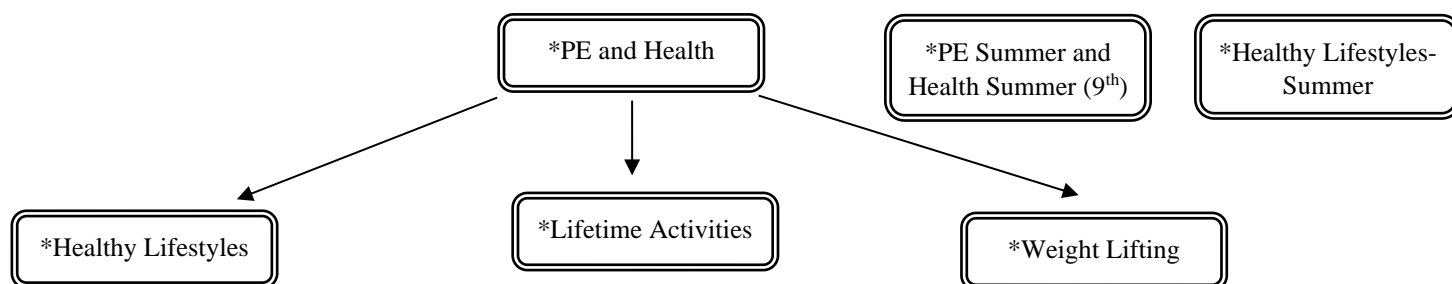 *PE and Health
*PE Summer and
Health Summer (9th)
*Healthy Lifestyles-
Summer
*Healthy Lifestyles
*Lifetime Activities
*Weight Lifting